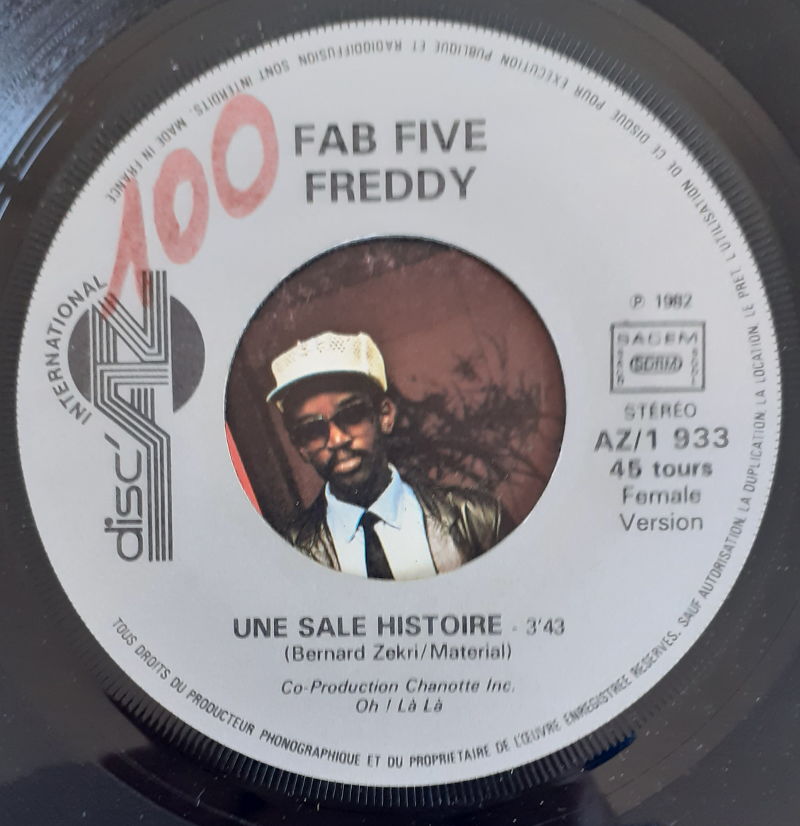 100
FAB FIVE
FREDDY
INTERNATIONAL
disc'AZ
℗ 1982
SACEM
SDRM
STÉRÉO
AZ/1 933
45 tours
Female
Version
UNE SALE HISTOIRE - 3'43
(Bernard Zekri/Material)
Co-Production Chanotte Inc.
Oh ! Là Là
TOUS DROITS DU PRODUCTEUR PHONOGRAPHIQUE ET DU PROPRIETAIRE DE L'ŒUVRE ENREGISTREE RESERVES. SAUF AUTORISATION. LA DUPLICATION. LA LOCATION. LE PRET. L'UTILISATION DE CE DISQUE POUR EXECUTION PUBLIQUE ET RADIODIFFUSION SONT INTERDITS. MADE IN FRANCE